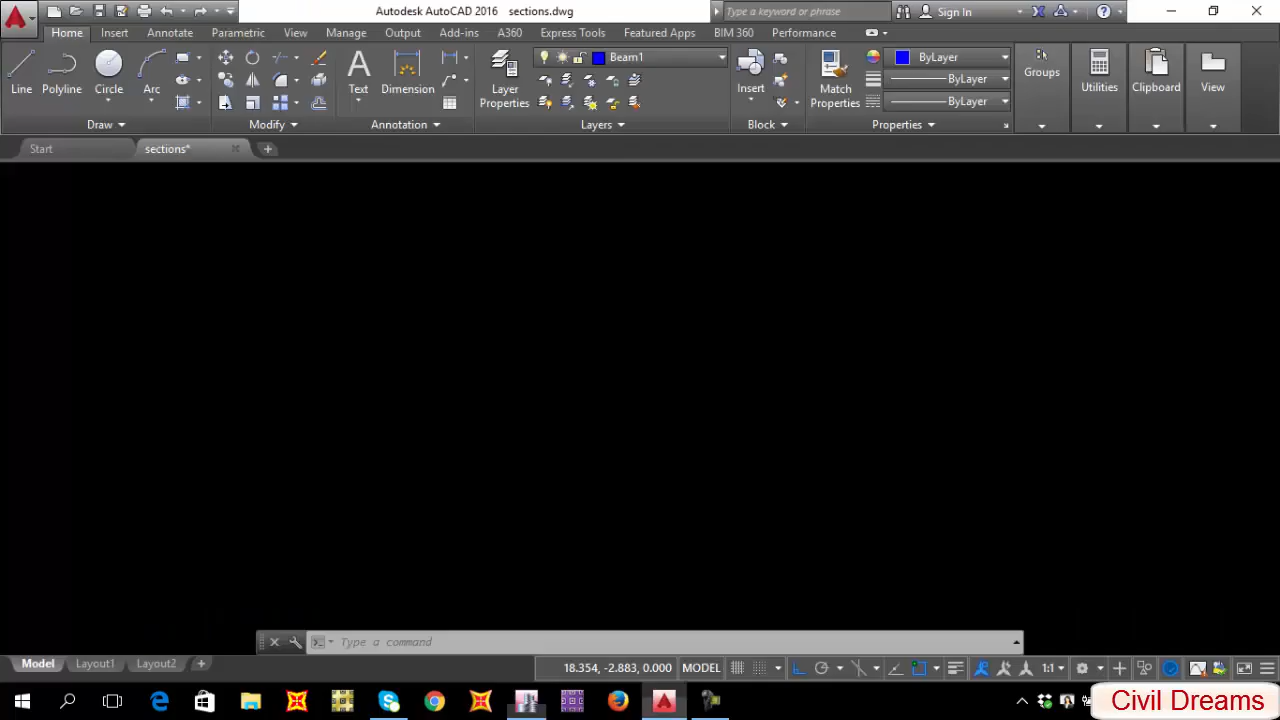 Autodesk AutoCAD 2016 sections.dwg
Type a keyword or phrase
Sign In
Home Insert Annotate Parametric View Manage Output Add-ins A360 Express Tools Featured Apps BIM 360 Performance
Beam1
ByLayer
ByLayer
ByLayer
Line Polyline Circle Arc
Text Dimension
Layer Properties
Insert
Match Properties
Groups
Utilities
Clipboard
View
Draw Modify Annotation Layers Block Properties
Start sections*
Type a command
Model Layout1 Layout2
18.354, -2.883, 0.000 MODEL 1:1
Civil Dreams